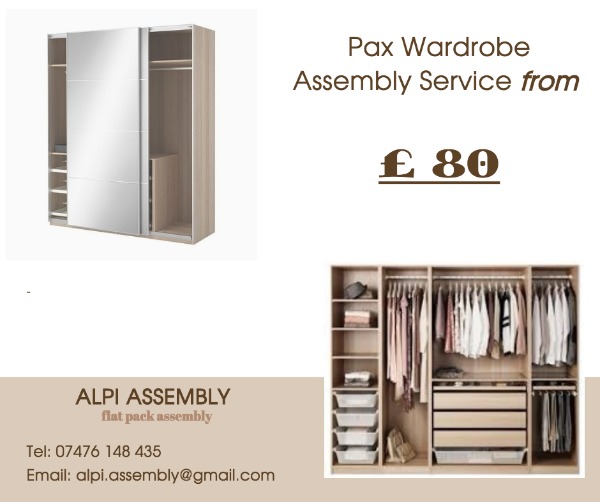 Pax Wardrobe
Assembly Service from
£ 80
-
ALPI ASSEMBLY
flat pack assembly
Tel: 07476 148 435
Email: alpi.assembly@gmail.com